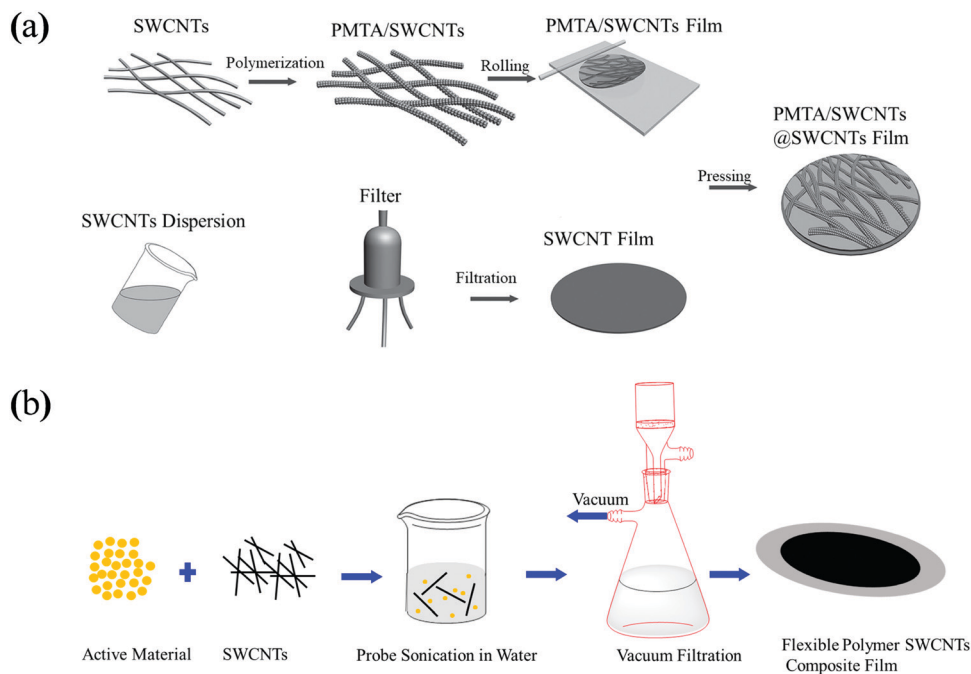 (a)
SWCNTs
Polymerization
PMTA/SWCNTs
Rolling
PMTA/SWCNTs Film
Pressing
PMTA/SWCNTs
@SWCNTs Film
SWCNTs Dispersion
Filter
Filtration
SWCNT Film
(b)
Vacuum
Active Material
SWCNTs
Probe Sonication in Water
Vacuum Filtration
Flexible Polymer SWCNTs
Composite Film